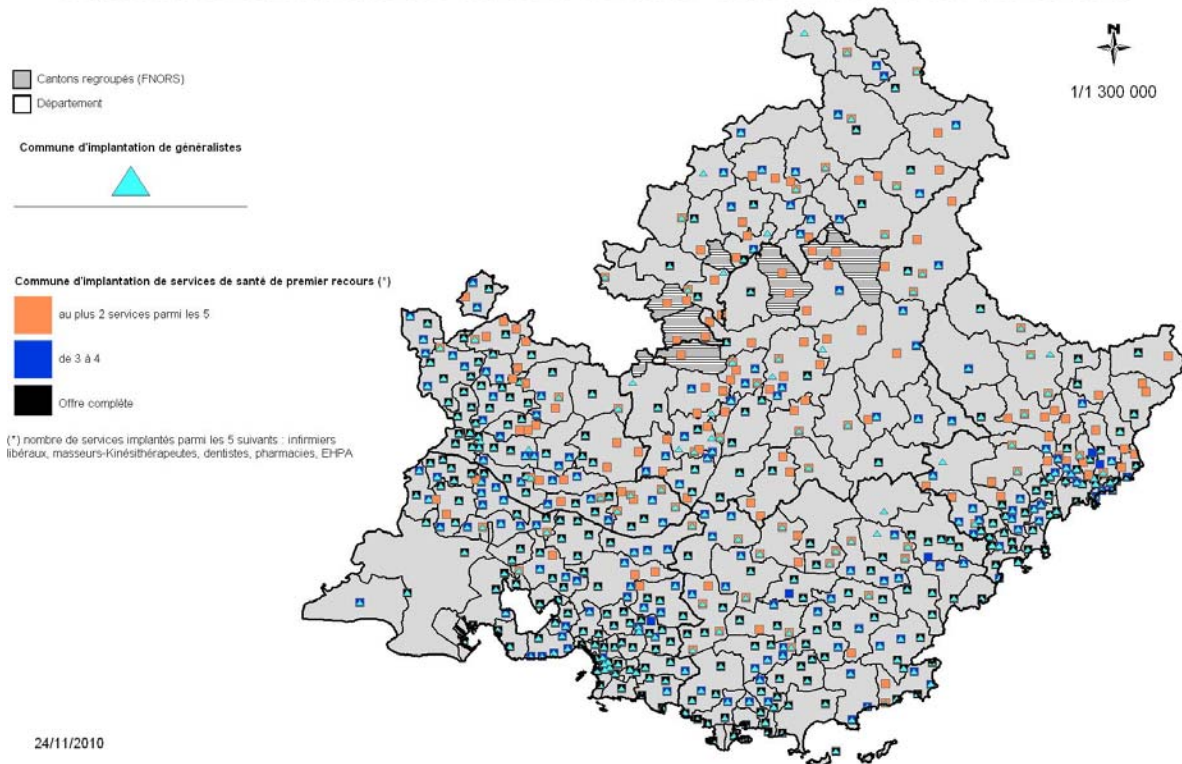 Cantons regroupés (FNORS)
Département
Commune d'implantation de généralistes
Commune d'implantation de services de santé de premier recours (*)
au plus 2 services parmi les 5
de 3 à 4
Offre complète
(*) nombre de services implantés parmi les 5 suivants : infirmiers
libéraux, masseurs-Kinésithérapeutes, dentistes, pharmacies, EHPA
N
1/1 300 000
24/11/2010